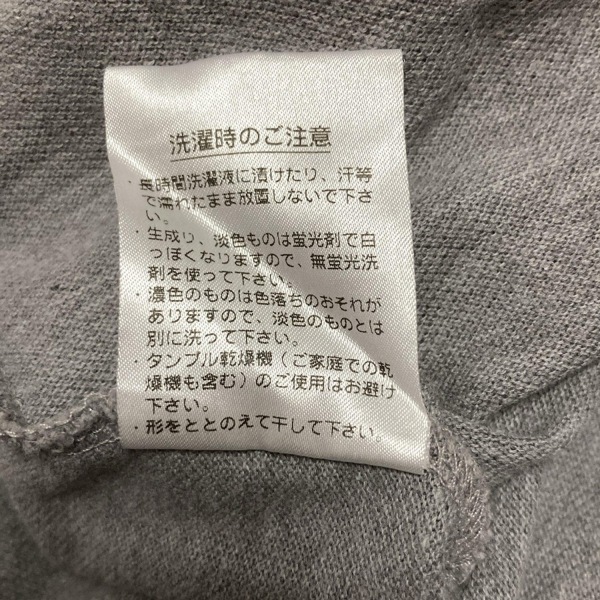 洗濯時のご注意
・長時間洗濯液に漬けたり、汗等
で濡れたまま放置しないで下さ
い。
・生成り、淡色ものは蛍光剤で白
っぽくなりますので、無蛍光洗
剤を使って下さい。
・濃色のものは色落ちのおそれが
ありますので、淡色のものとは
別に洗って下さい。
・タンブル乾燥機（ご家庭での乾
燥機も含む）のご使用はお避け
下さい。
・形をととのえて干して下さい。